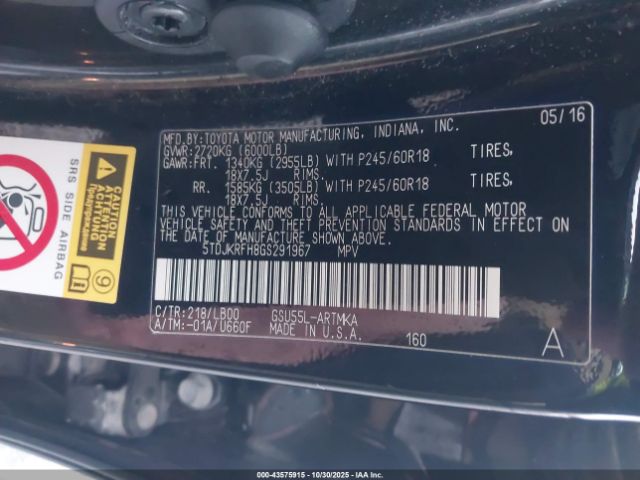 MFD. BY: TOYOTA MOTOR MANUFACTURING, INDIANA, INC. 05/16
GVWR: 2720KG (6000LB)
GAWR: FRT. 1340KG (2955LB) WITH P245/60R18 TIRES,
18X7.5J RIMS.
RR. 1585KG (3505LB) WITH P245/60R18 TIRES,
18X7.5J RIMS.
THIS VEHICLE CONFORMS TO ALL APPLICABLE FEDERAL MOTOR
VEHICLE SAFETY AND THEFT PREVENTION STANDARDS IN EFFECT ON
THE DATE OF MANUFACTURE SHOWN ABOVE.
5TDJKRFH8GS291967 MPV
C/TR: 218/LB00 GSU55L-ARTMKA
A/TM: -01A/U660F MADE IN U.S.A. 160 A
SRS AIRBAG
ATTENTION
ACHTUNG
Предупреждение
9
000-43575915 - 10/30/2025 - IAA Inc.